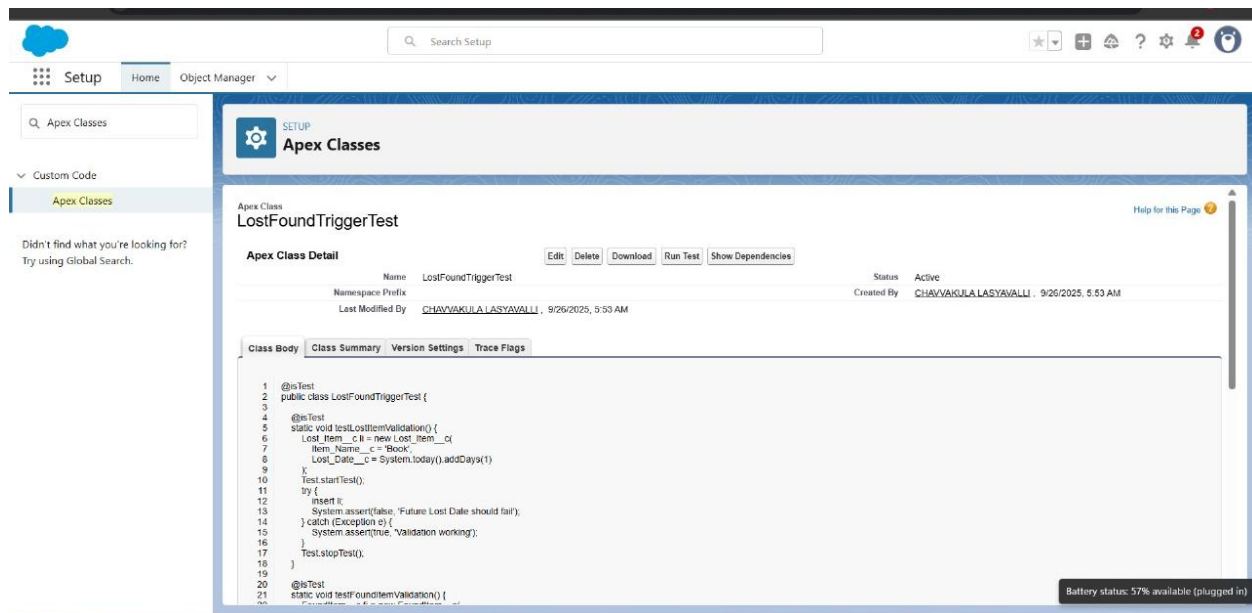 Search Setup
2
Setup
Home
Object Manager
Apex Classes
Custom Code
Apex Classes
Didn't find what you're looking for?
Try using Global Search.
SETUP
Apex Classes
Apex Class
LostFoundTriggerTest
Help for this Page
Apex Class Detail
Edit Delete Download Run Test Show Dependencies
Name LostFoundTriggerTest Status Active
Namespace Prefix Created By CHAVVAKULA LASYAVALLI , 9/26/2025, 5:53 AM
Last Modified By CHAVVAKULA LASYAVALLI , 9/26/2025, 5:53 AM
Class Body Class Summary Version Settings Trace Flags
1 @isTest
2 public class LostFoundTriggerTest {
3
4 @isTest
5 static void testLostItemValidation() {
6 Lost_Item__c li = new Lost_Item__c(
7 Item_Name__c = 'Book',
8 Lost_Date__c = System.today().addDays(1)
9 );
10 Test.startTest();
11 try {
12 insert li;
13 System.assert(false, 'Future Lost Date should fail');
14 } catch (Exception e) {
15 System.assert(true, 'Validation working');
16 }
17 Test.stopTest();
18 }
19
20 @isTest
21 static void testFoundItemValidation() {
Battery status: 57% available (plugged in)